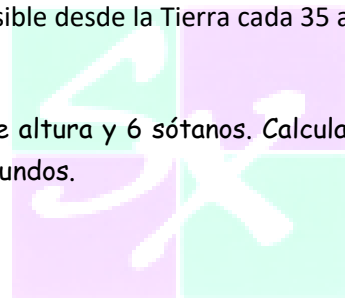 sible desde la Tierra cada 35 a
e altura y 6 sótanos. Calcula
undos.